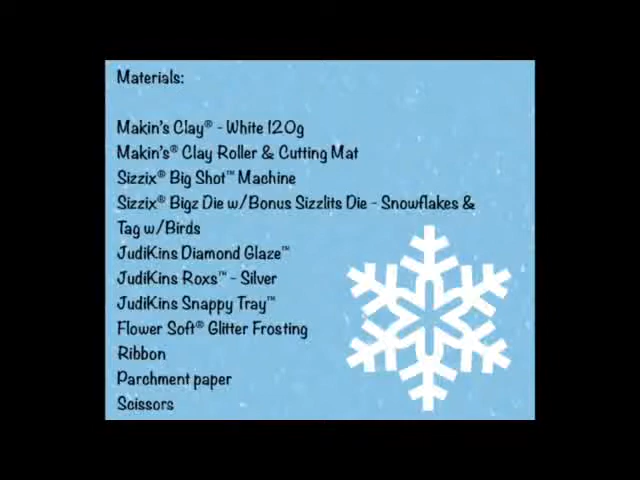 Materials:
Makin's Clay® - White 120g
Makin's® Clay Roller & Cutting Mat
Sizzix® Big Shot™ Machine
Sizzix® Bigz Die w/Bonus Sizzlits Die - Snowflakes &
Tag w/Birds
JudiKins Diamond Glaze™
JudiKins Roxs™ - Silver
JudiKins Snappy Tray™
Flower Soft® Glitter Frosting
Ribbon
Parchment paper
Scissors